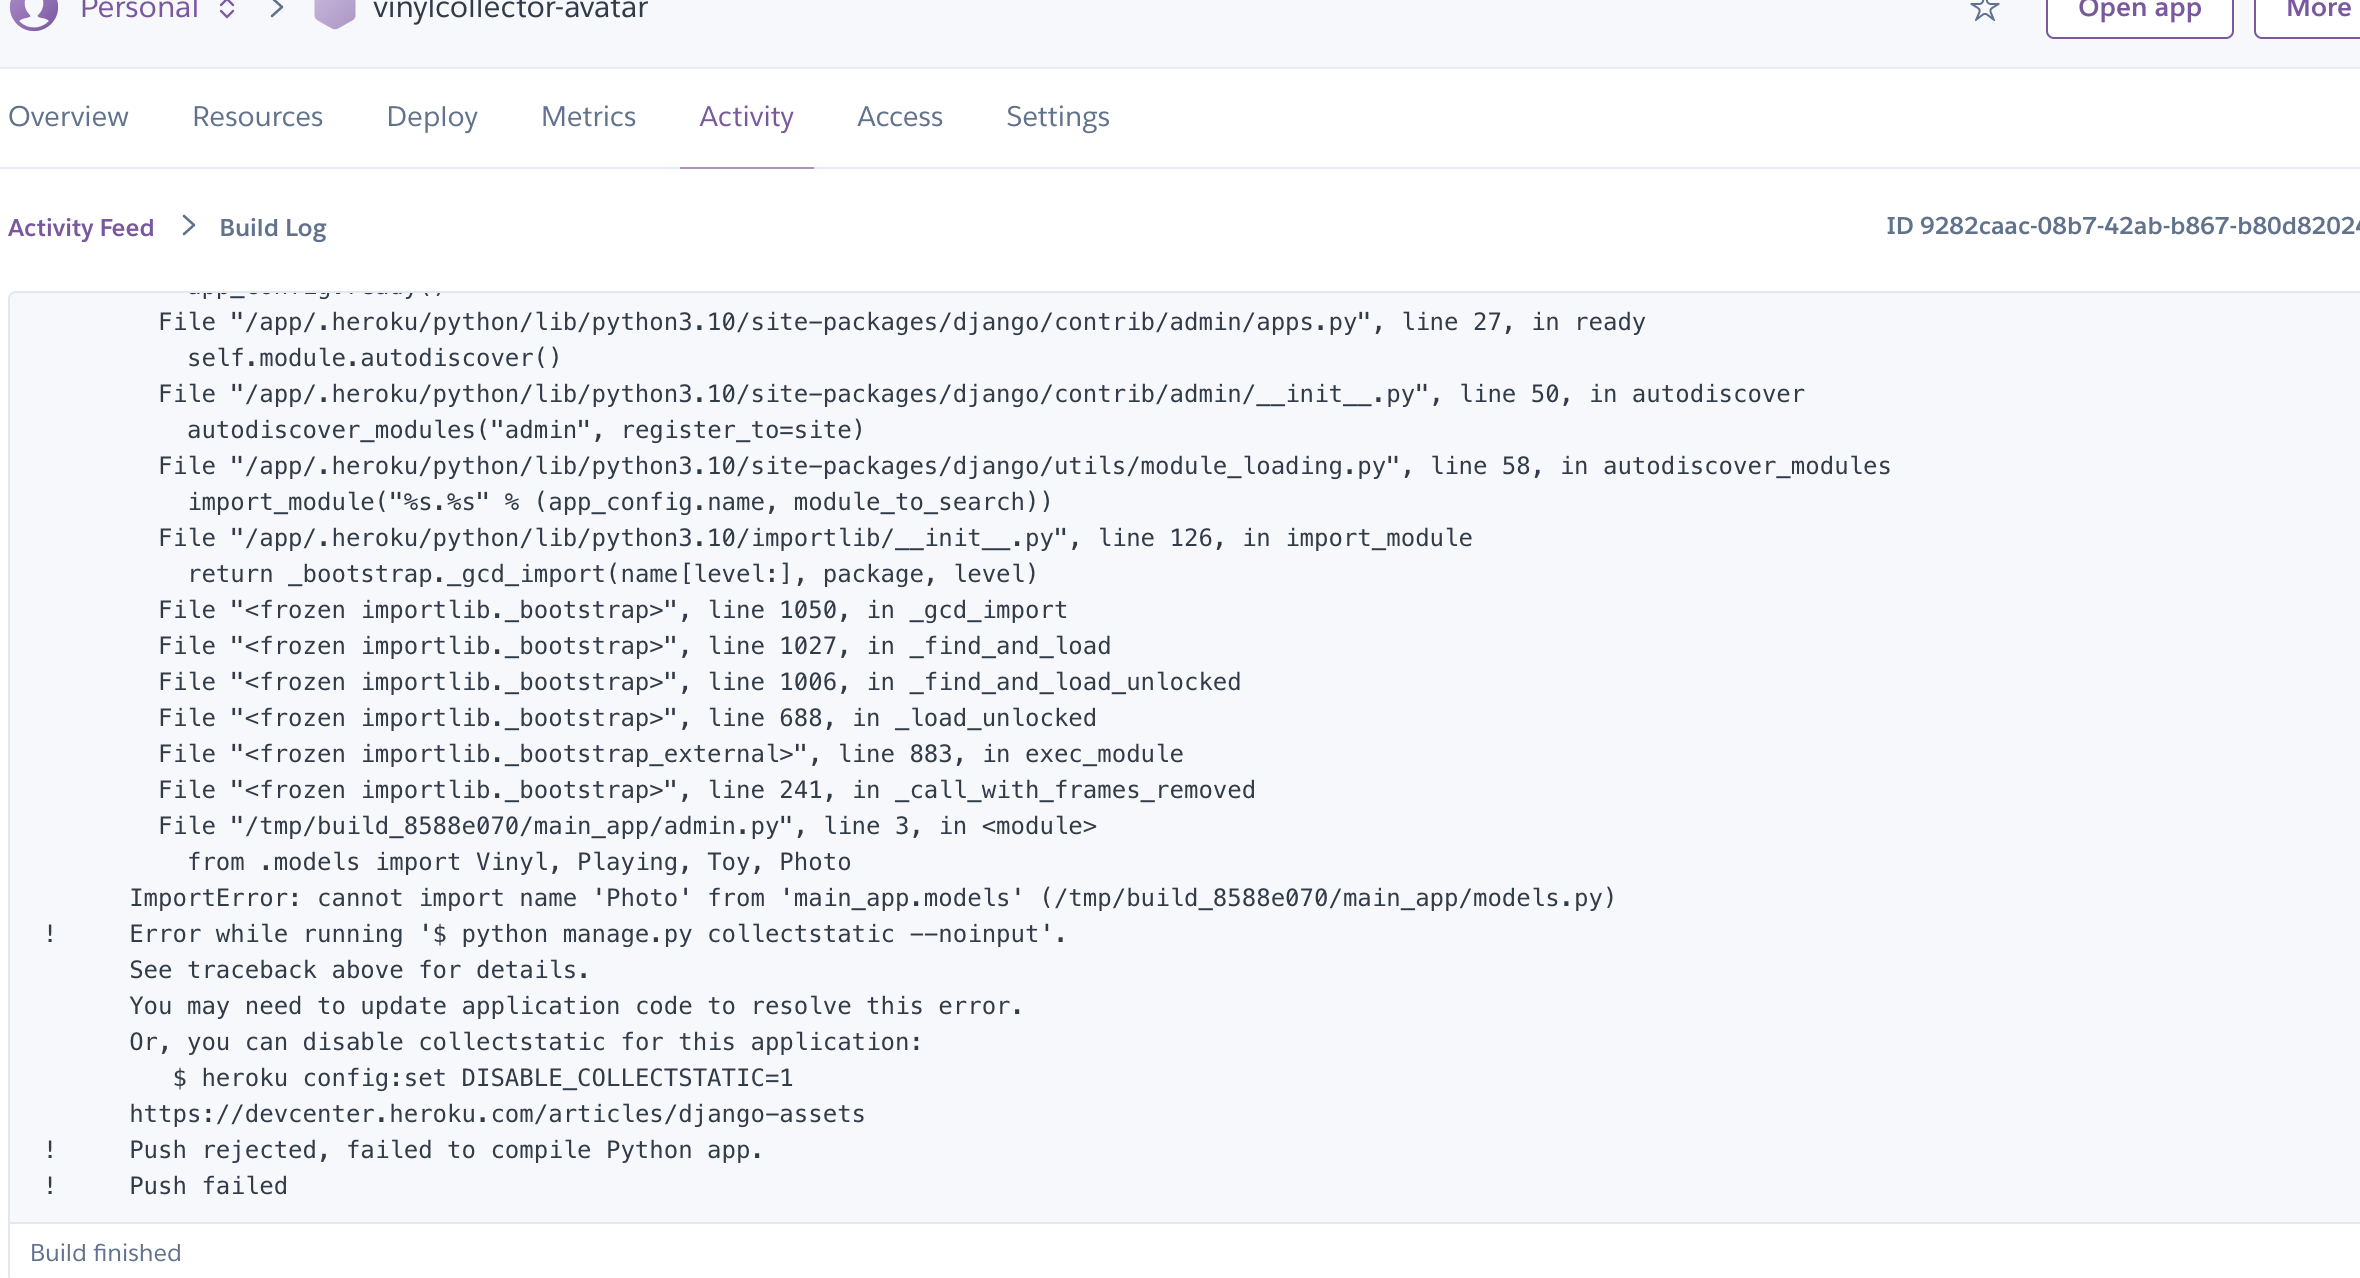 Personal vinylcollector-avatar Open app More
Overview Resources Deploy Metrics Activity Access Settings
Activity Feed Build Log ID 9282caac-08b7-42ab-b867-b80d82024
app_config.ready()
File "/app/.heroku/python/lib/python3.10/site-packages/django/contrib/admin/apps.py", line 27, in ready
self.module.autodiscover()
File "/app/.heroku/python/lib/python3.10/site-packages/django/contrib/admin/__init__.py", line 50, in autodiscover
autodiscover_modules("admin", register_to=site)
File "/app/.heroku/python/lib/python3.10/site-packages/django/utils/module_loading.py", line 58, in autodiscover_modules
import_module("%s.%s" % (app_config.name, module_to_search))
File "/app/.heroku/python/lib/python3.10/importlib/__init__.py", line 126, in import_module
return _bootstrap._gcd_import(name[level:], package, level)
File "<frozen importlib._bootstrap>", line 1050, in _gcd_import
File "<frozen importlib._bootstrap>", line 1027, in _find_and_load
File "<frozen importlib._bootstrap>", line 1006, in _find_and_load_unlocked
File "<frozen importlib._bootstrap>", line 688, in _load_unlocked
File "<frozen importlib._bootstrap_external>", line 883, in exec_module
File "<frozen importlib._bootstrap>", line 241, in _call_with_frames_removed
File "/tmp/build_8588e070/main_app/admin.py", line 3, in <module>
from .models import Vinyl, Playing, Toy, Photo
ImportError: cannot import name 'Photo' from 'main_app.models' (/tmp/build_8588e070/main_app/models.py)
! Error while running '$ python manage.py collectstatic --noinput'.
See traceback above for details.
You may need to update application code to resolve this error.
Or, you can disable collectstatic for this application:
$ heroku config:set DISABLE_COLLECTSTATIC=1
https://devcenter.heroku.com/articles/django-assets
! Push rejected, failed to compile Python app.
! Push failed
Build finished